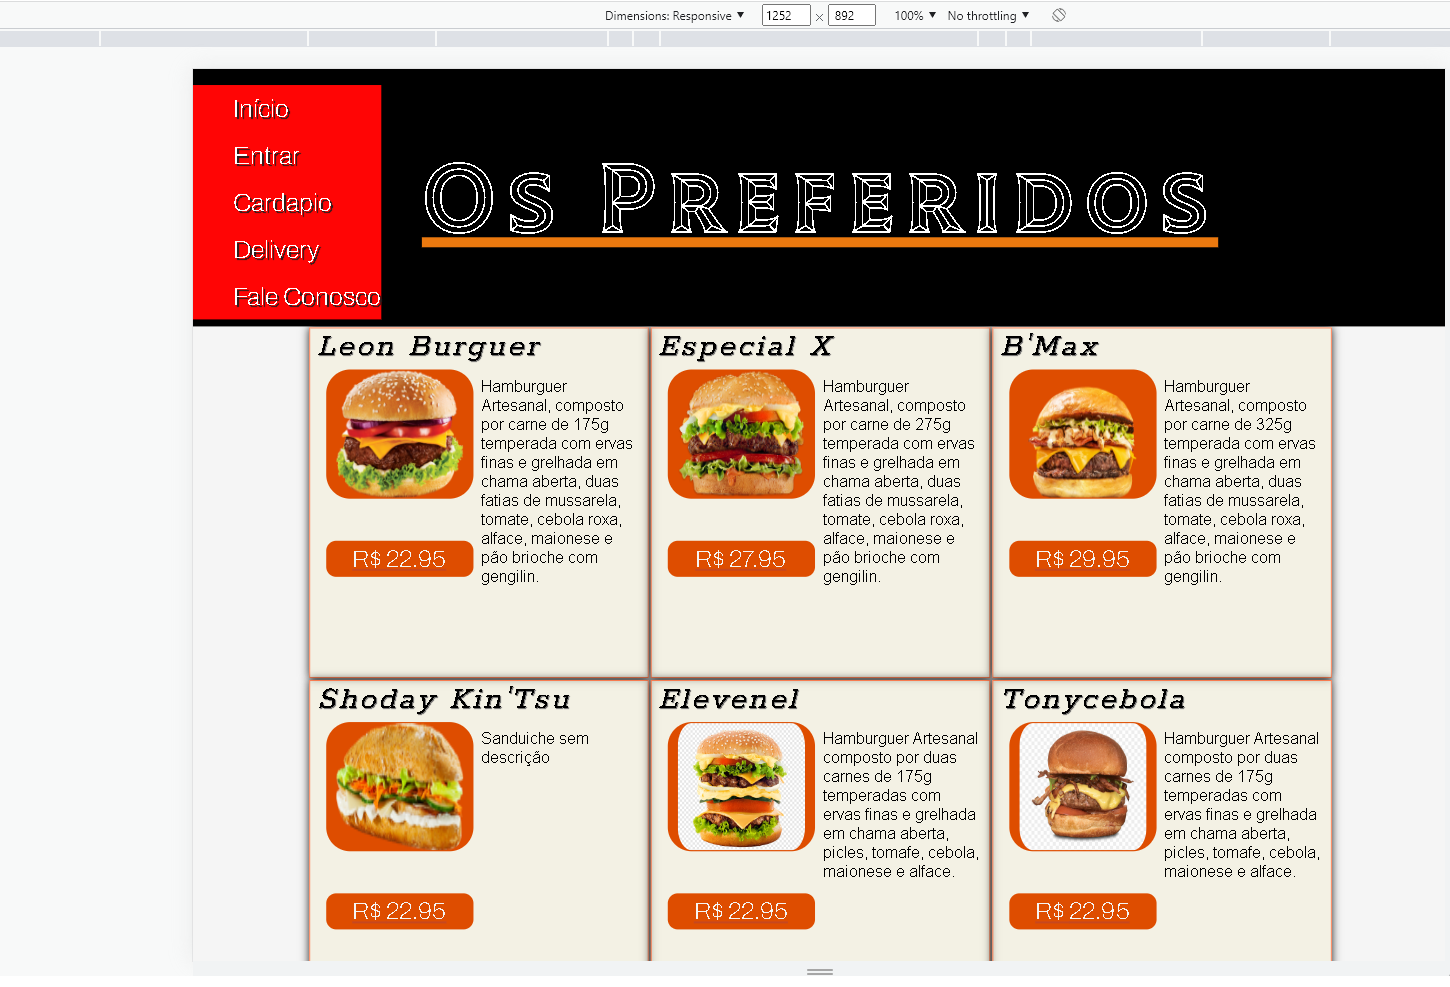 Dimensions: Responsive ▼ 1252 × 892 100% ▼ No throttling ▼
Início
Entrar
Cardapio
Delivery
Fale Conosco
Os Preferidos
Leon Burguer
Hamburguer
Artesanal, composto
por carne de 175g
temperada com ervas
finas e grelhada em
chama aberta, duas
fatias de mussarela,
tomate, cebola roxa,
alface, maionese e
pão brioche com
gengilin.
R$ 22.95
Especial X
Hamburguer
Artesanal, composto
por carne de 275g
temperada com ervas
finas e grelhada em
chama aberta, duas
fatias de mussarela,
tomate, cebola roxa,
alface, maionese e
pão brioche com
gengilin.
R$ 27.95
B'Max
Hamburguer
Artesanal, composto
por carne de 325g
temperada com ervas
finas e grelhada em
chama aberta, duas
fatias de mussarela,
tomate, cebola roxa,
alface, maionese e
pão brioche com
gengilin.
R$ 29.95
Shoday Kin'Tsu
Sanduiche sem
descrição
R$ 22.95
Elevenel
Hamburguer Artesanal
composto por duas
carnes de 175g
temperadas com
ervas finas e grelhada
em chama aberta,
picles, tomafe, cebola,
maionese e alface.
R$ 22.95
Tonycebola
Hamburguer Artesanal
composto por duas
carnes de 175g
temperadas com
ervas finas e grelhada
em chama aberta,
picles, tomafe, cebola,
maionese e alface.
R$ 22.95